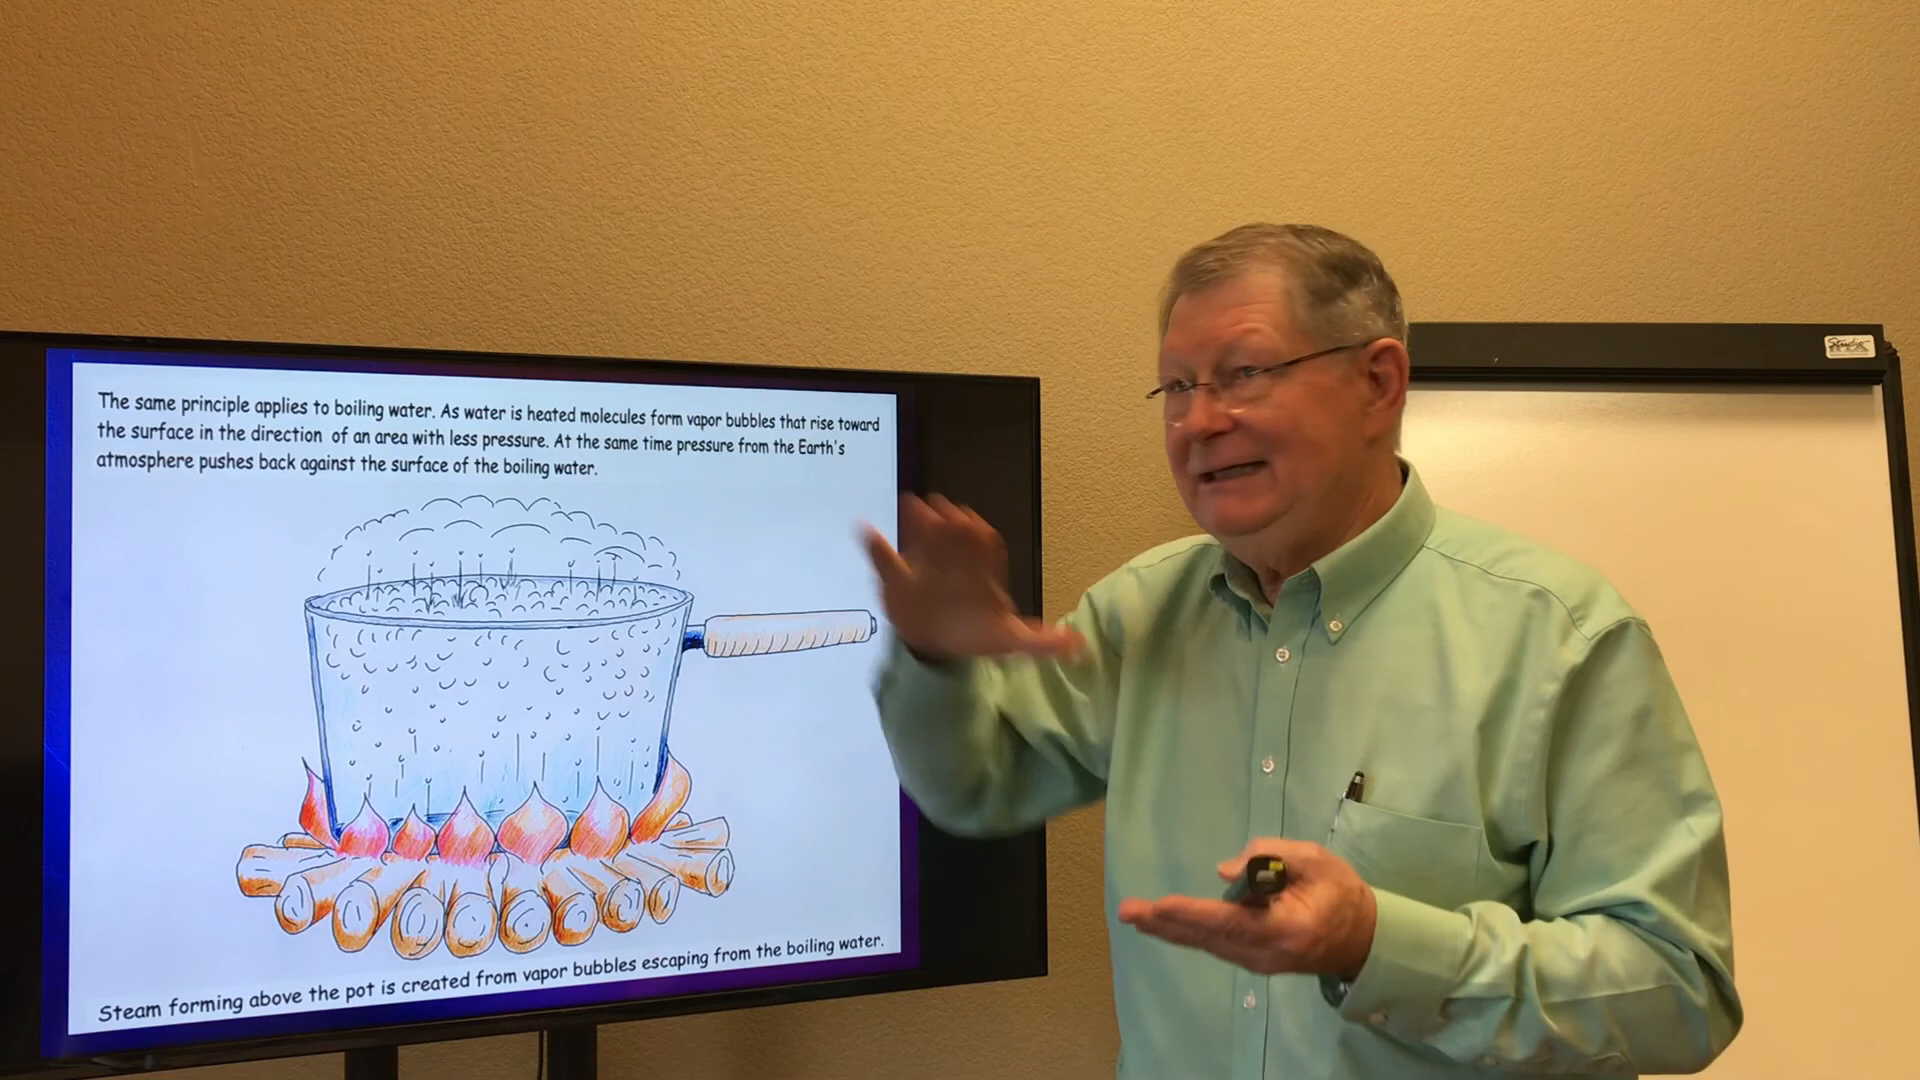 The same principle applies to boiling water. As water is heated molecules form vapor bubbles that rise toward
the surface in the direction of an area with less pressure. At the same time pressure from the Earth's
atmosphere pushes back against the surface of the boiling water.
Steam forming above the pot is created from vapor bubbles escaping from the boiling water.
Studio